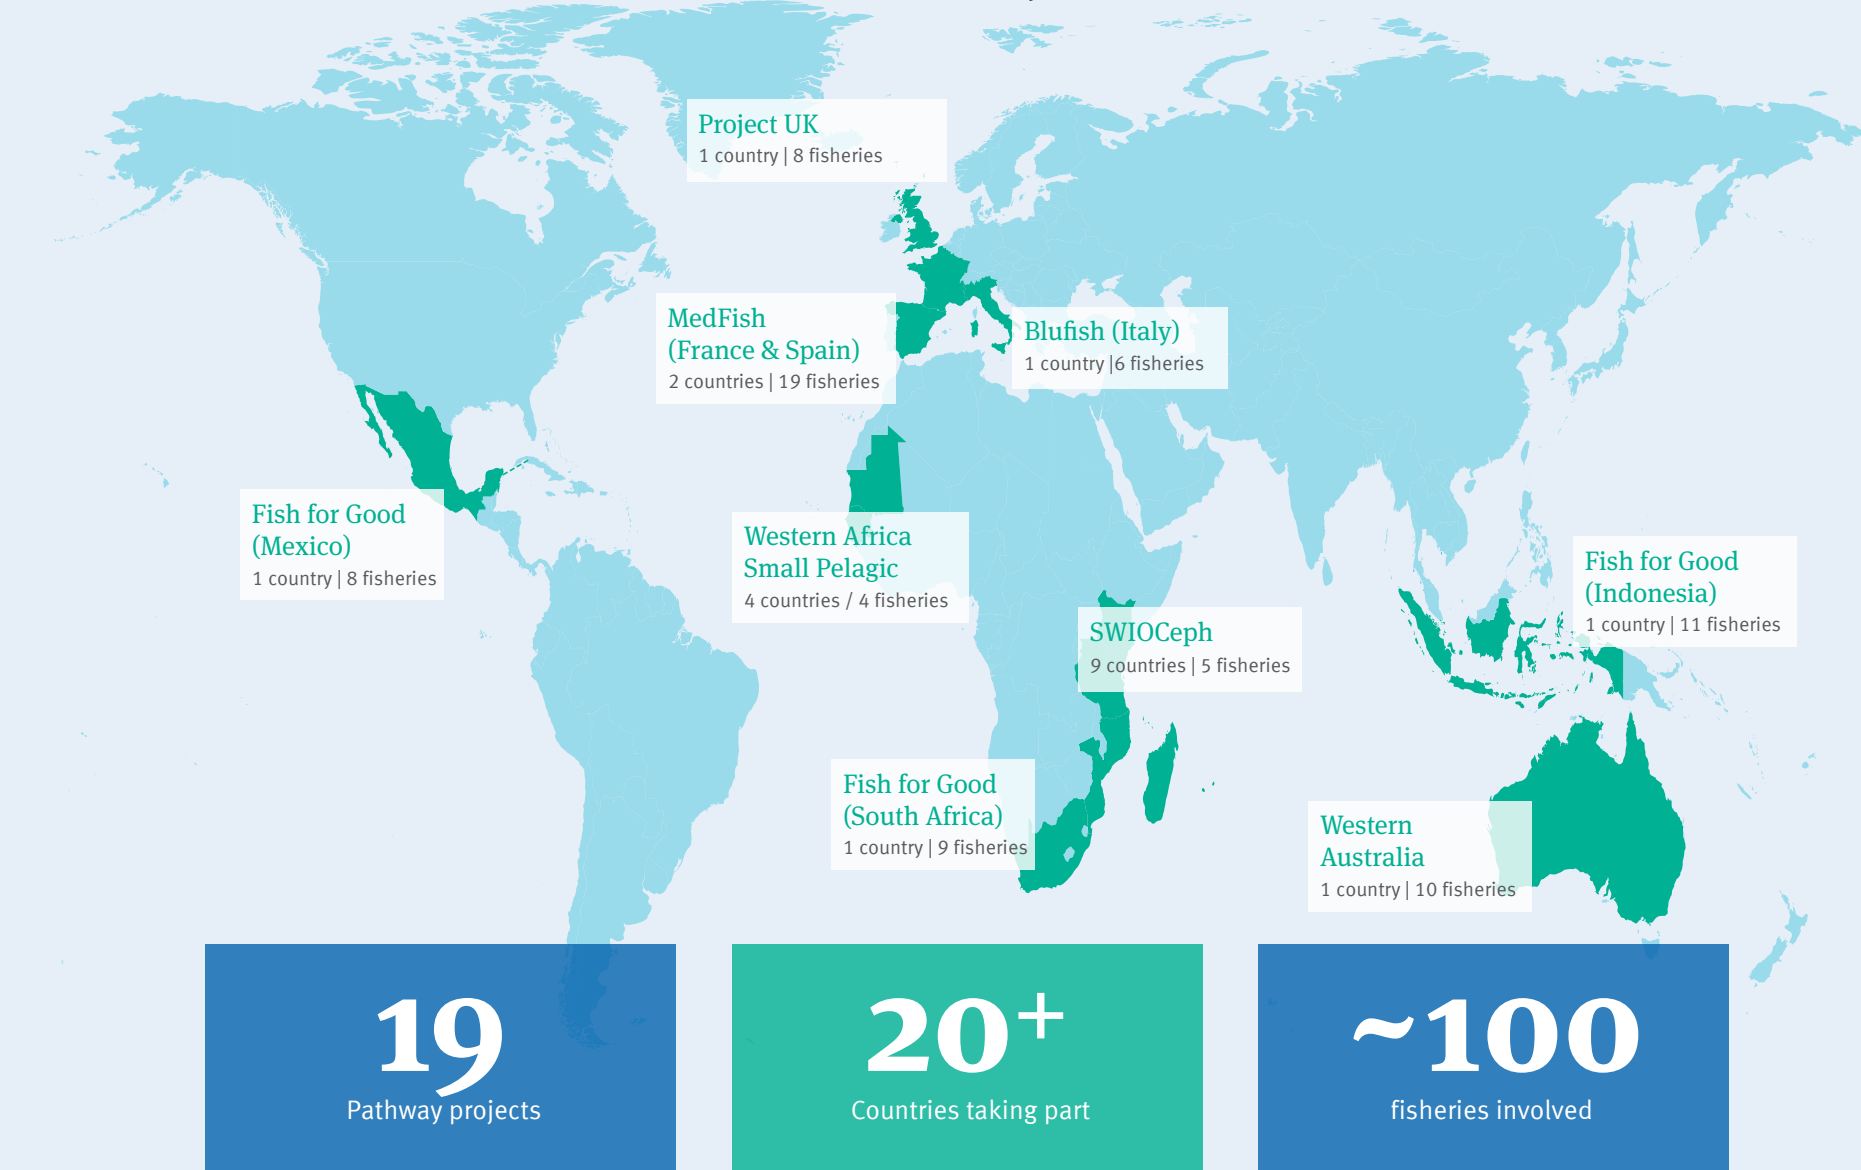 Project UK
1 country | 8 fisheries
MedFish
(France & Spain)
2 countries | 19 fisheries
Blufish (Italy)
1 country |6 fisheries
Fish for Good
(Mexico)
1 country | 8 fisheries
Western Africa
Small Pelagic
4 countries / 4 fisheries
Fish for Good
(Indonesia)
1 country | 11 fisheries
SWIOCeph
9 countries | 5 fisheries
Fish for Good
(South Africa)
1 country | 9 fisheries
Western
Australia
1 country | 10 fisheries
19
Pathway projects
20+
Countries taking part
~100
fisheries involved